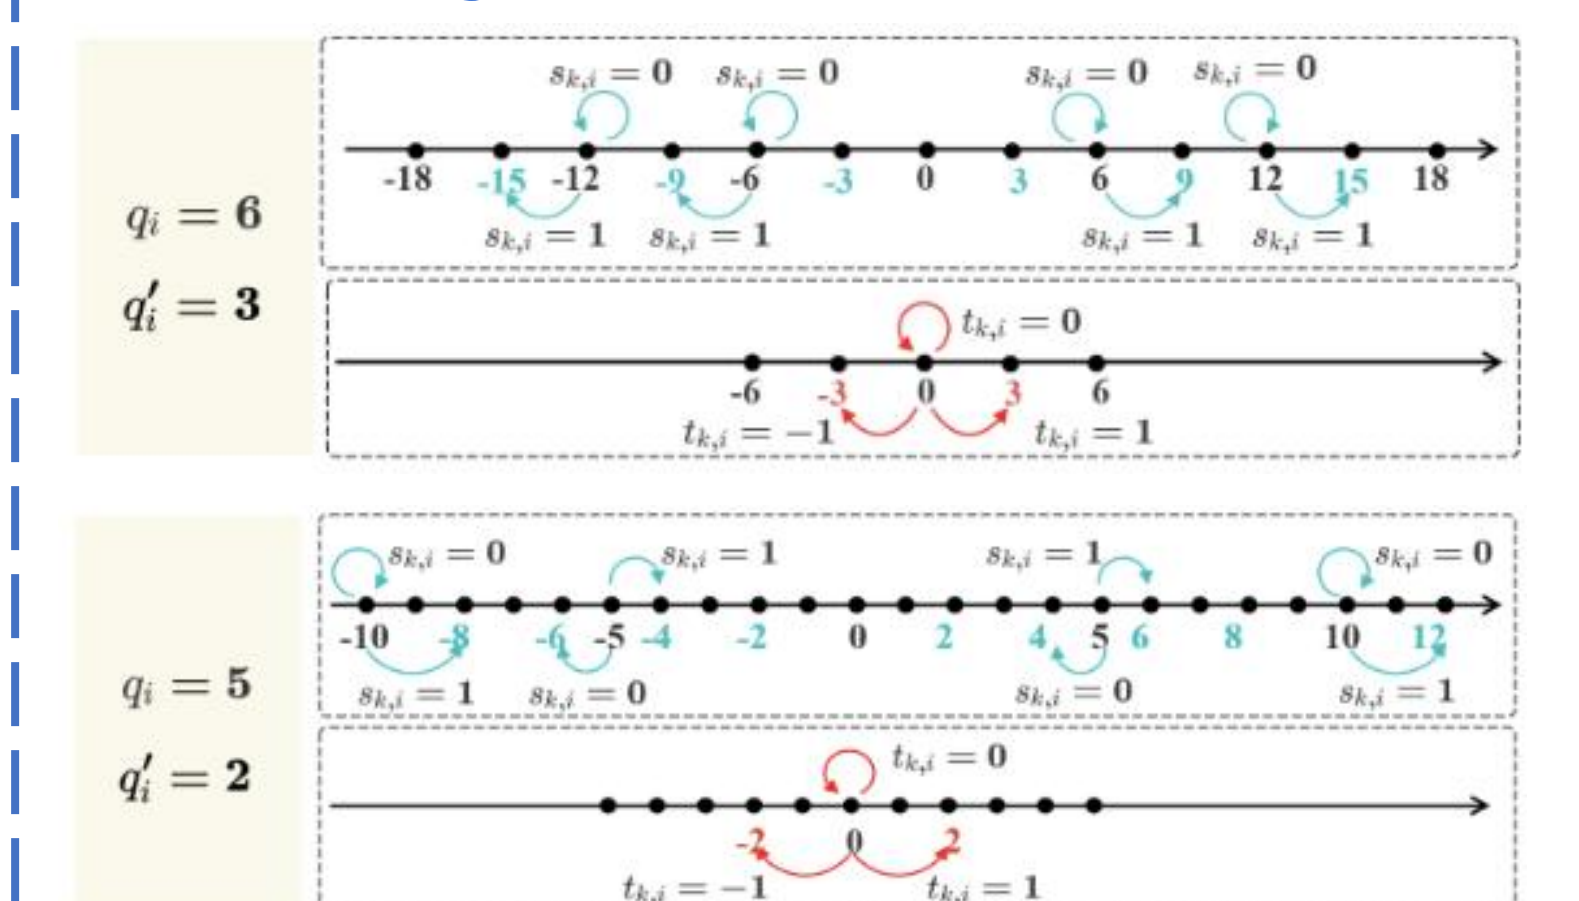 s_{k,i} = 0 s_{k,i} = 0 s_{k,i} = 0 s_{k,i} = 0
-18 -15 -12 -9 -6 -3 0 3 6 9 12 15 18
s_{k,i} = 1 s_{k,i} = 1 s_{k,i} = 1 s_{k,i} = 1
q_i = 6
q'_i = 3
t_{k,i} = 0
-6 -3 0 3 6
t_{k,i} = -1 t_{k,i} = 1
s_{k,i} = 0 s_{k,i} = 1 s_{k,i} = 1 s_{k,i} = 0
-10 -8 -6 -5 -4 -2 0 2 4 5 6 8 10 12
s_{k,i} = 1 s_{k,i} = 0 s_{k,i} = 0 s_{k,i} = 1
q_i = 5
q'_i = 2
t_{k,i} = 0
-2 0 2
t_{k,i} = -1 t_{k,i} = 1